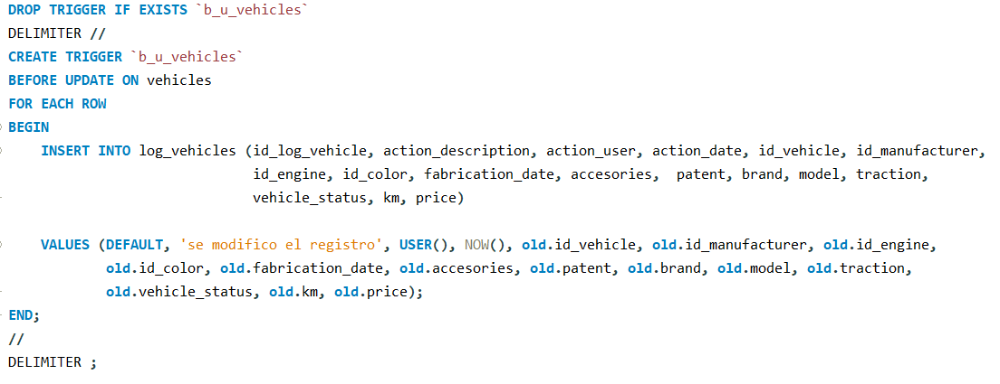 DROP TRIGGER IF EXISTS `b_u_vehicles`
DELIMITER //
CREATE TRIGGER `b_u_vehicles`
BEFORE UPDATE ON vehicles
FOR EACH ROW
BEGIN
INSERT INTO log_vehicles (id_log_vehicle, action_description, action_user, action_date, id_vehicle, id_manufacturer,
id_engine, id_color, fabrication_date, accesories,  patent, brand, model, traction,
vehicle_status, km, price)
VALUES (DEFAULT, 'se modifico el registro', USER(), NOW(), old.id_vehicle, old.id_manufacturer, old.id_engine,
old.id_color, old.fabrication_date, old.accesories, old.patent, old.brand, old.model, old.traction,
old.vehicle_status, old.km, old.price);
END;
//
DELIMITER ;